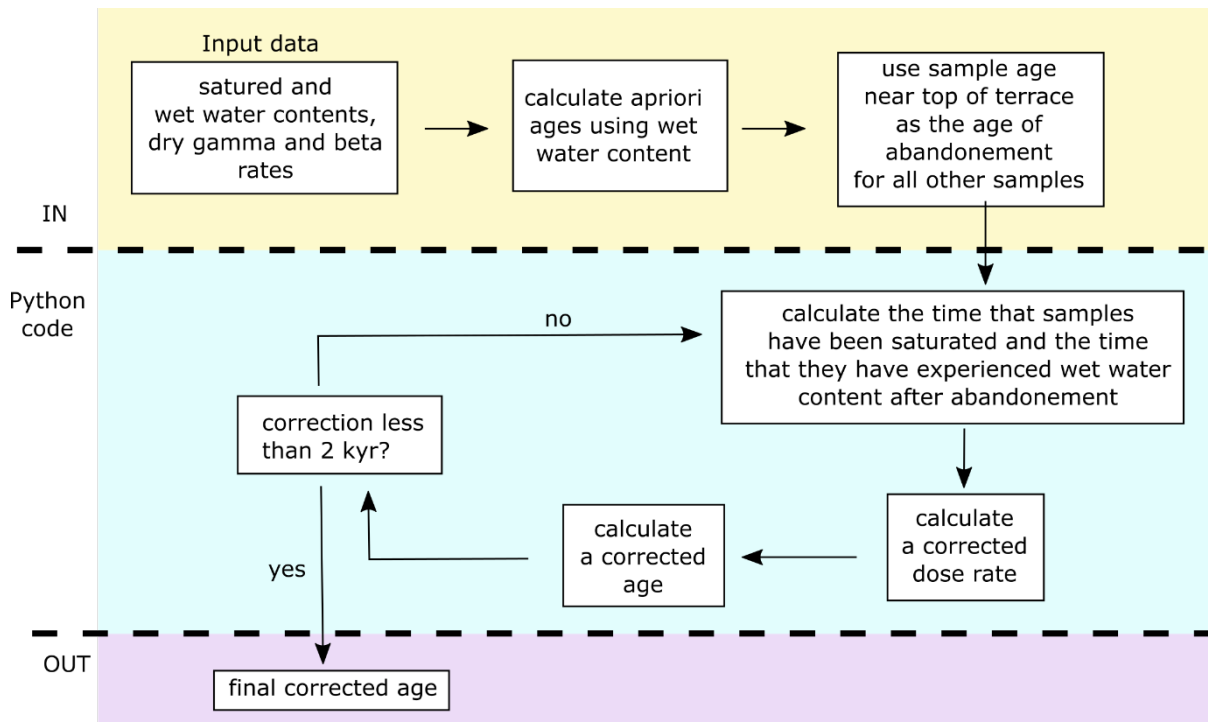 Input data
satured and
wet water contents,
dry gamma and beta
rates
calculate apriori
ages using wet
water content
use sample age
near top of terrace
as the age of
abandonement
for all other samples
IN
Python
code
calculate the time that samples
have been saturated and the time
that they have experienced wet water
content after abandonement
no
correction less
than 2 kyr?
calculate
a corrected
dose rate
calculate
a corrected
age
yes
OUT
final corrected age